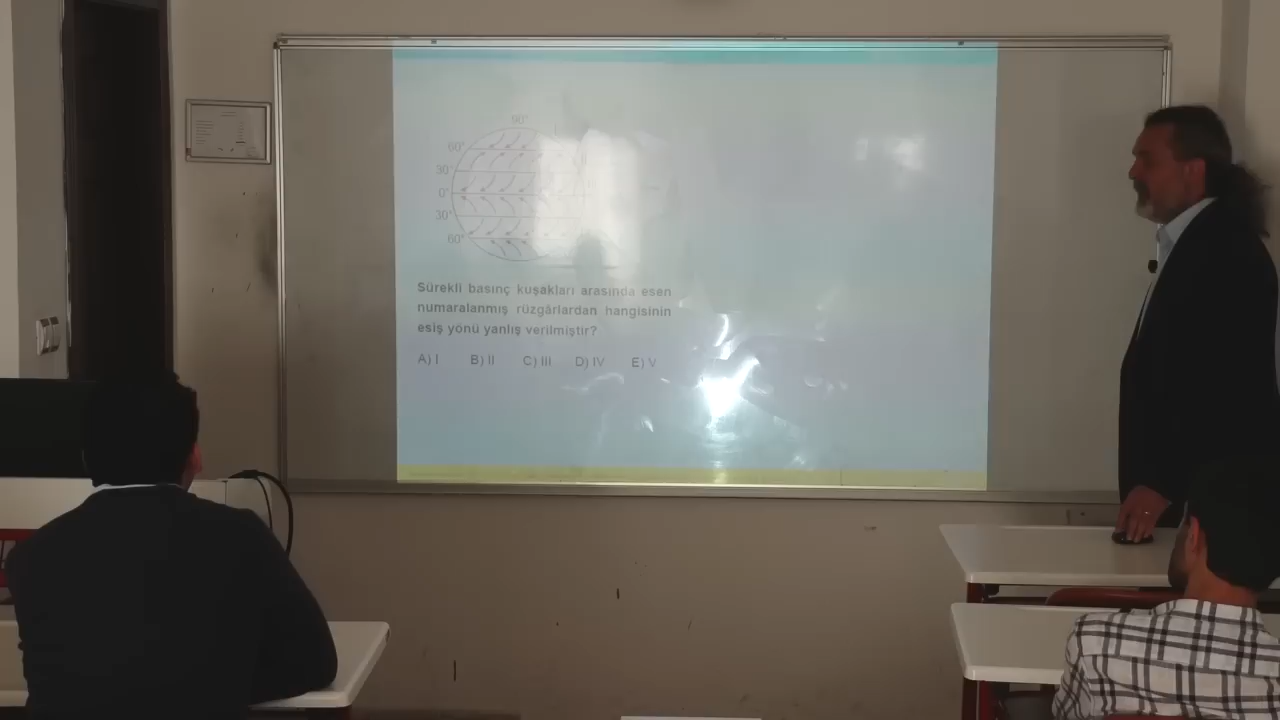 90°
60°
30°
0°
30°
60°
Sürekli basınç kuşakları arasında esen
numaralanmış rüzgârlardan hangisinin
esiş yönü yanlış verilmiştir?
A) I B) II C) III D) IV E) V